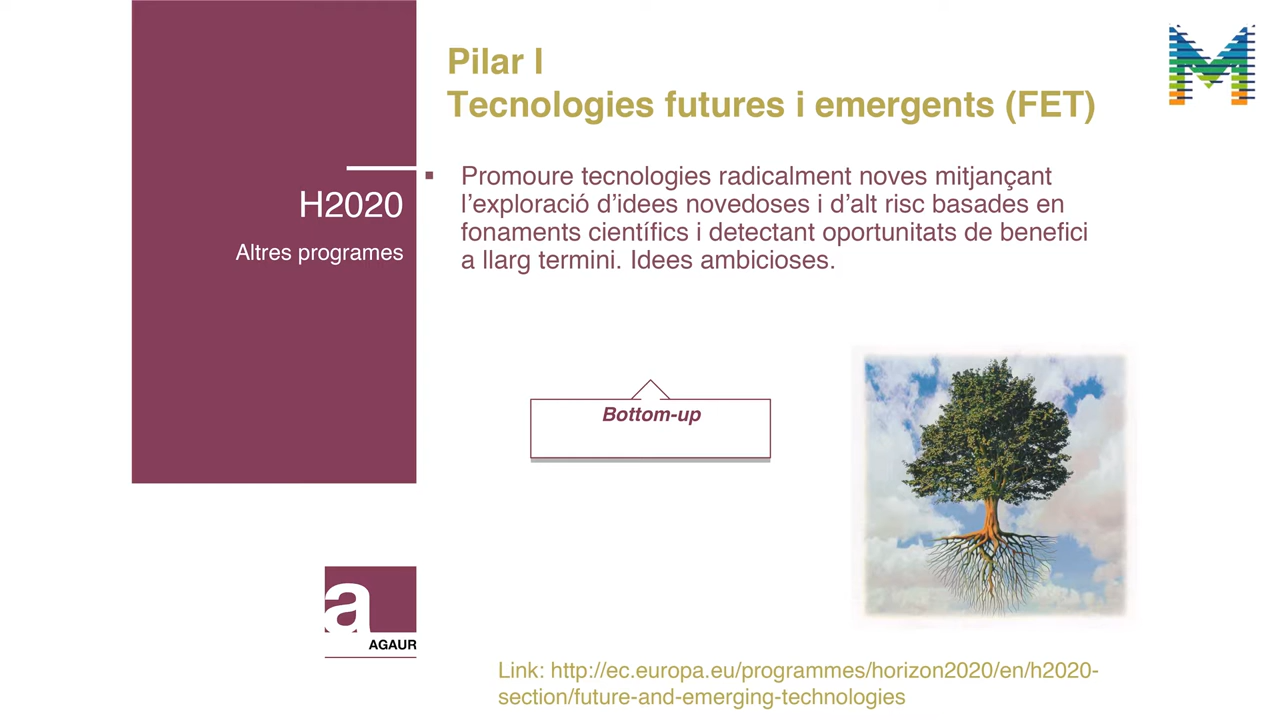 Pilar I
Tecnologies futures i emergents (FET)
H2020
Altres programes
▪ Promoure tecnologies radicalment noves mitjançant
l’exploració d’idees novedoses i d’alt risc basades en
fonaments científics i detectant oportunitats de benefici
a llarg termini. Idees ambicioses.
Bottom-up
a
AGAUR
Link: http://ec.europa.eu/programmes/horizon2020/en/h2020-
section/future-and-emerging-technologies
M